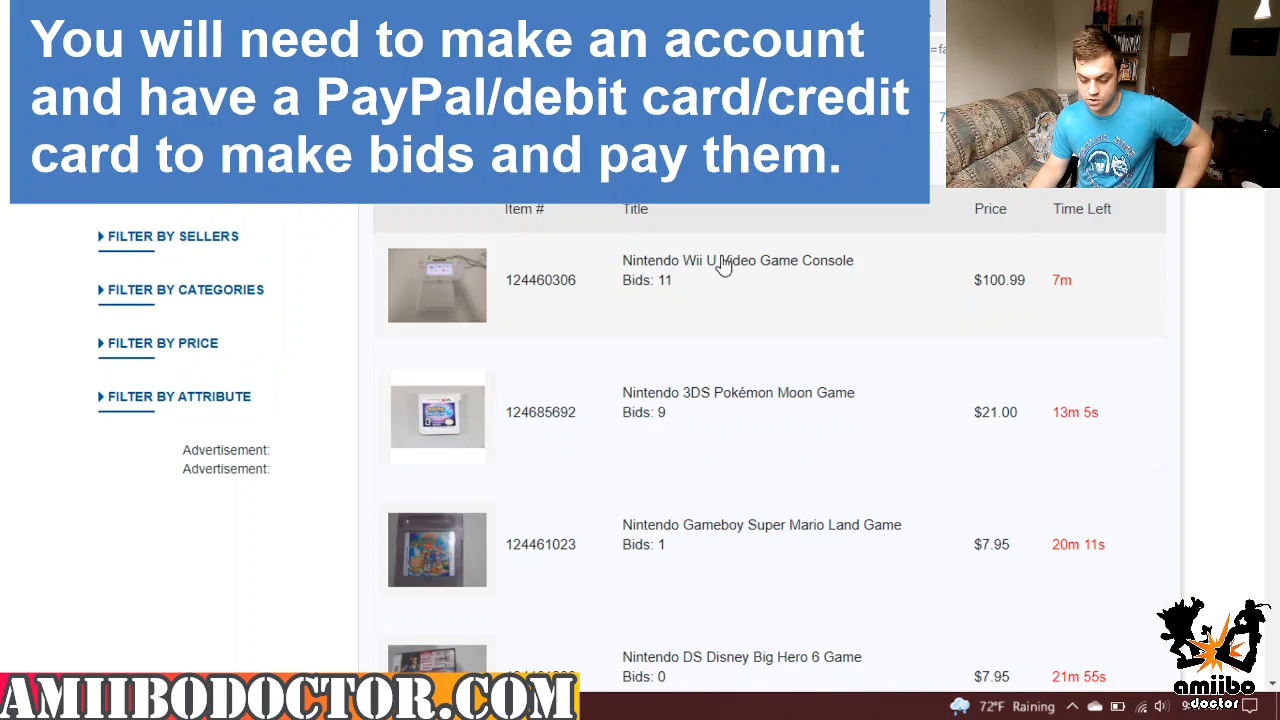 You will need to make an account
and have a PayPal/debit card/credit
card to make bids and pay them.
Item #
Title
Price
Time Left
FILTER BY SELLERS
FILTER BY CATEGORIES
FILTER BY PRICE
FILTER BY ATTRIBUTE
Advertisement:
Advertisement:
124460306
Nintendo Wii U Video Game Console
Bids: 11
$100.99
7m
124685692
Nintendo 3DS Pokémon Moon Game
Bids: 9
$21.00
13m 5s
124461023
Nintendo Gameboy Super Mario Land Game
Bids: 1
$7.95
20m 11s
Nintendo DS Disney Big Hero 6 Game
Bids: 0
$7.95
21m 55s
AMIIBODOCTOR.COM
amiibo
doctor
72°F Raining